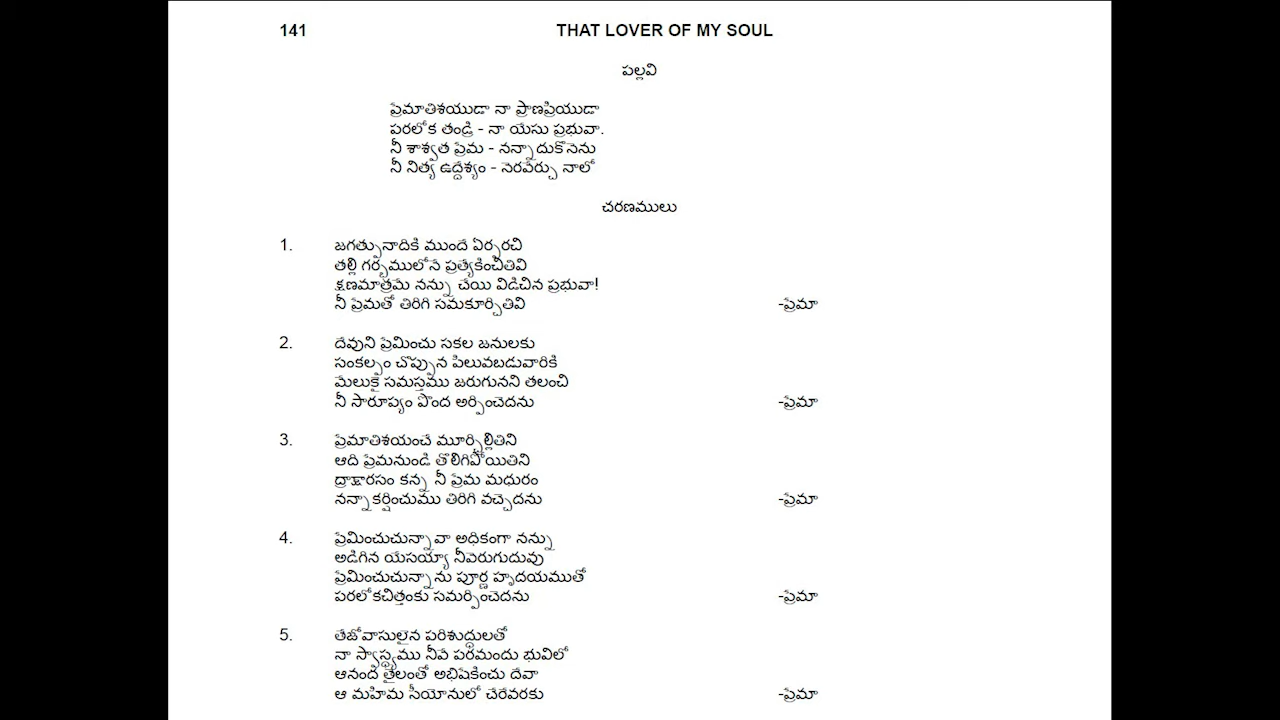 141 THAT LOVER OF MY SOUL
పల్లవి
ప్రేమాతిశయుడా నా ప్రాణప్రియుడా
పరలోక తండ్రి - నా యేసు ప్రభువా.
నీ శాశ్వత ప్రేమ - నన్నాదుకొనెను
నీ నిత్య ఉద్దేశ్యం - నెరవేర్చు నాలో
చరణములు
1. జగత్పునాదికి ముందే ఏర్పరచి
తల్లి గర్భములోనే ప్రత్యేకించితివి
క్షణమాత్రమే నన్ను చేయి విడిచిన ప్రభువా!
నీ ప్రేమతో తిరిగి సమకూర్చితివి -ప్రేమా
2. దేవుని ప్రేమించు సకల జనులకు
సంకల్పం చొప్పున పిలువబడువారికి
మేలుకై సమస్తము జరుగునని తలంచి
నీ సారూప్యం పొంద అర్పించెదను -ప్రేమా
3. ప్రేమాతిశయంచే మూర్చిల్లితిని
ఆది ప్రేమనుండి తొలిగిపోయితిని
ద్రాక్షారసం కన్న నీ ప్రేమ మధురం
నన్నాకర్షించుము తిరిగి వచ్చెదను -ప్రేమా
4. ప్రేమించుచున్నావా అధికంగా నన్ను
అడిగిన యేసయ్యా నీవెరుగుదువు
ప్రేమించుచున్నాను పూర్ణ హృదయముతో
పరలోకచిత్తంకు సమర్పించెదను -ప్రేమా
5. తేజోవాసులైన పరిశుద్ధులతో
నా స్వాస్థ్యము నీవే పరమందు భువిలో
ఆనంద తైలంతో అభిషేకించు దేవా
ఆ మహిమ సీయోనులో చేరేవరకు -ప్రేమా